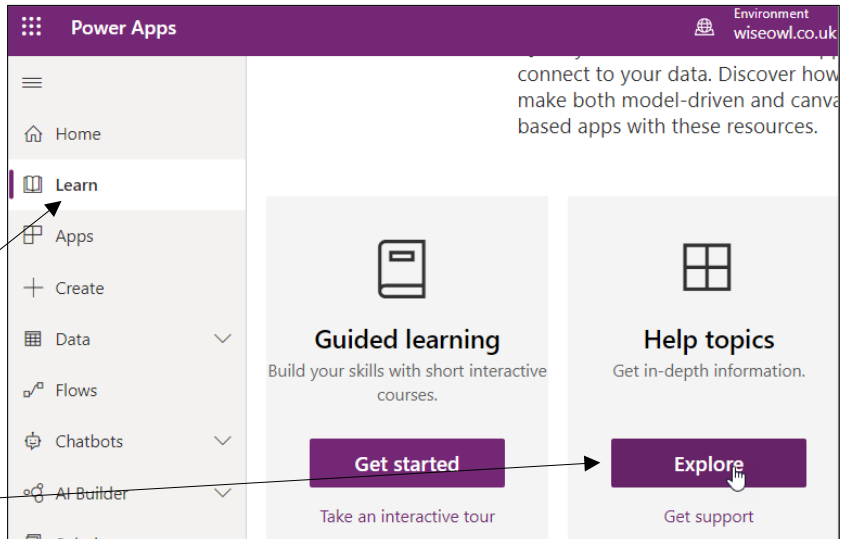 Power Apps
Environment
wiseowl.co.uk
Home
Learn
Apps
Create
Data
Flows
Chatbots
AI Builder
connect to your data. Discover how
make both model-driven and canva
based apps with these resources.
Guided learning
Build your skills with short interactive
courses.
Get started
Take an interactive tour
Help topics
Get in-depth information.
Explore
Get support